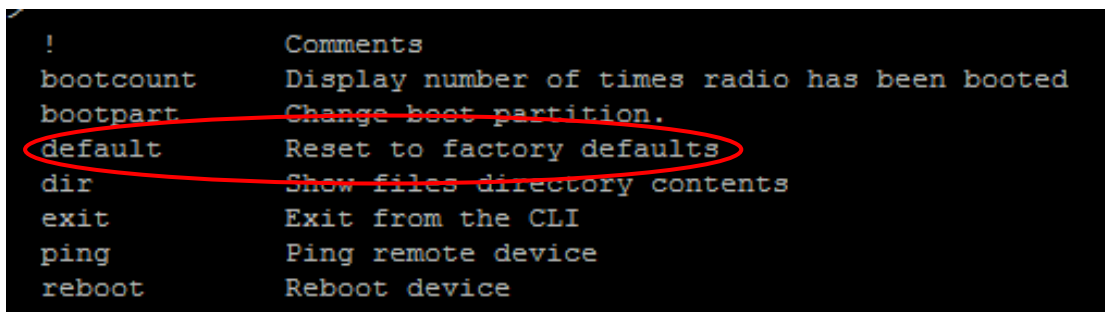 ! Comments
bootcount Display number of times radio has been booted
bootpart Change boot partition.
default Reset to factory defaults
dir Show files directory contents
exit Exit from the CLI
ping Ping remote device
reboot Reboot device